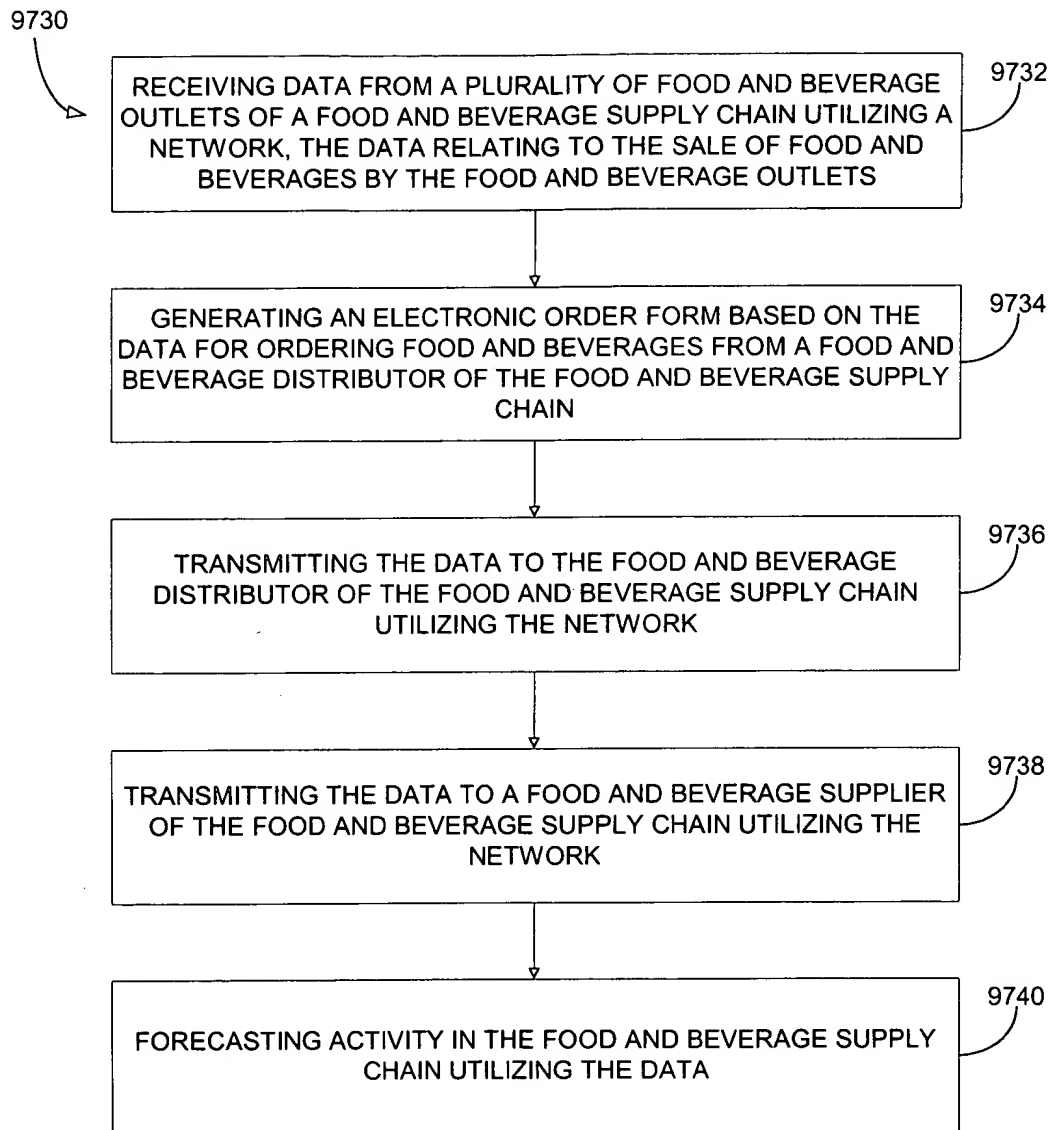 9730
RECEIVING DATA FROM A PLURALITY OF FOOD AND BEVERAGE
OUTLETS OF A FOOD AND BEVERAGE SUPPLY CHAIN UTILIZING A
NETWORK, THE DATA RELATING TO THE SALE OF FOOD AND
BEVERAGES BY THE FOOD AND BEVERAGE OUTLETS
9732
GENERATING AN ELECTRONIC ORDER FORM BASED ON THE
DATA FOR ORDERING FOOD AND BEVERAGES FROM A FOOD AND
BEVERAGE DISTRIBUTOR OF THE FOOD AND BEVERAGE SUPPLY
CHAIN
9734
TRANSMITTING THE DATA TO THE FOOD AND BEVERAGE
DISTRIBUTOR OF THE FOOD AND BEVERAGE SUPPLY CHAIN
UTILIZING THE NETWORK
9736
TRANSMITTING THE DATA TO A FOOD AND BEVERAGE SUPPLIER
OF THE FOOD AND BEVERAGE SUPPLY CHAIN UTILIZING THE
NETWORK
9738
FORECASTING ACTIVITY IN THE FOOD AND BEVERAGE SUPPLY
CHAIN UTILIZING THE DATA
9740